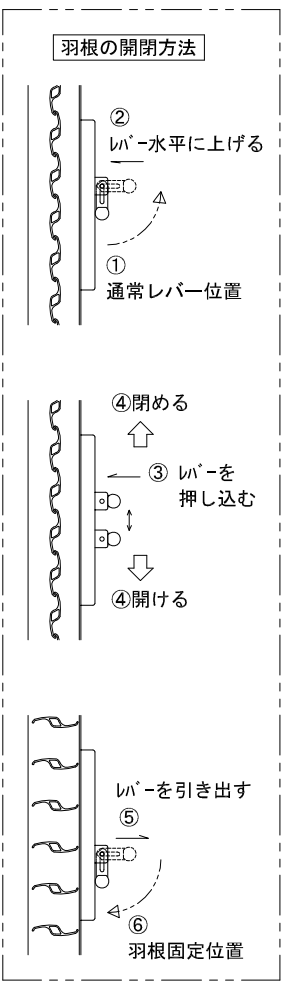 羽根の開閉方法
②
ﾚﾊﾞｰ水平に上げる
①
通常レバー位置
④閉める
③ ﾚﾊﾞｰを
押し込む
④開ける
ﾚﾊﾞｰを引き出す
⑤
⑥
羽根固定位置